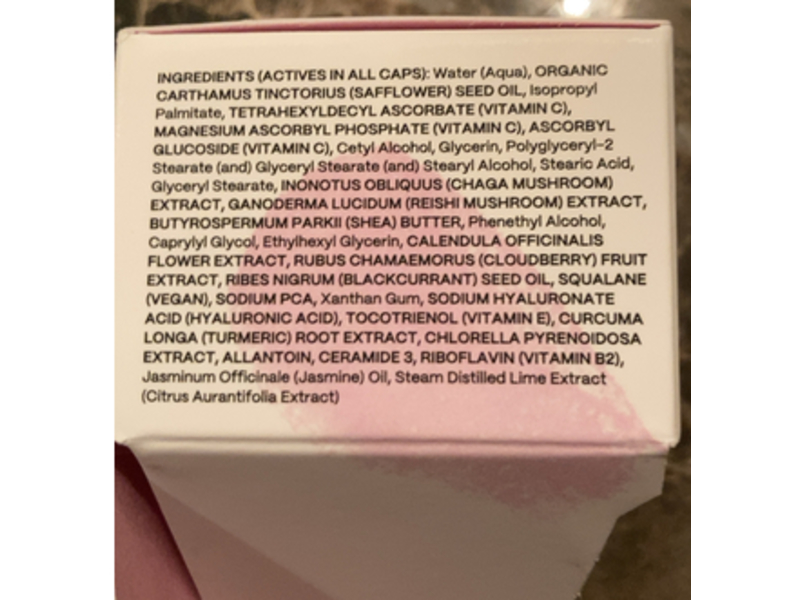 INGREDIENTS (ACTIVES IN ALL CAPS): Water (Aqua), ORGANIC
CARTHAMUS TINCTORIUS (SAFFLOWER) SEED OIL, Isopropyl
Palmitate, TETRAHEXYLDECYL ASCORBATE (VITAMIN C),
MAGNESIUM ASCORBYL PHOSPHATE (VITAMIN C), ASCORBYL
GLUCOSIDE (VITAMIN C), Cetyl Alcohol, Glycerin, Polyglyceryl-2
Stearate (and) Glyceryl Stearate (and) Stearyl Alcohol, Stearic Acid,
Glyceryl Stearate, INONOTUS OBLIQUUS (CHAGA MUSHROOM)
EXTRACT, GANODERMA LUCIDUM (REISHI MUSHROOM) EXTRACT,
BUTYROSPERMUM PARKII (SHEA) BUTTER, Phenethyl Alcohol,
Caprylyl Glycol, Ethylhexyl Glycerin, CALENDULA OFFICINALIS
FLOWER EXTRACT, RUBUS CHAMAEMORUS (CLOUDBERRY) FRUIT
EXTRACT, RIBES NIGRUM (BLACKCURRANT) SEED OIL, SQUALANE
(VEGAN), SODIUM PCA, Xanthan Gum, SODIUM HYALURONATE
ACID (HYALURONIC ACID), TOCOTRIENOL (VITAMIN E), CURCUMA
LONGA (TURMERIC) ROOT EXTRACT, CHLORELLA PYRENOIDOSA
EXTRACT, ALLANTOIN, CERAMIDE 3, RIBOFLAVIN (VITAMIN B2),
Jasminum Officinale (Jasmine) Oil, Steam Distilled Lime Extract
(Citrus Aurantifolia Extract)